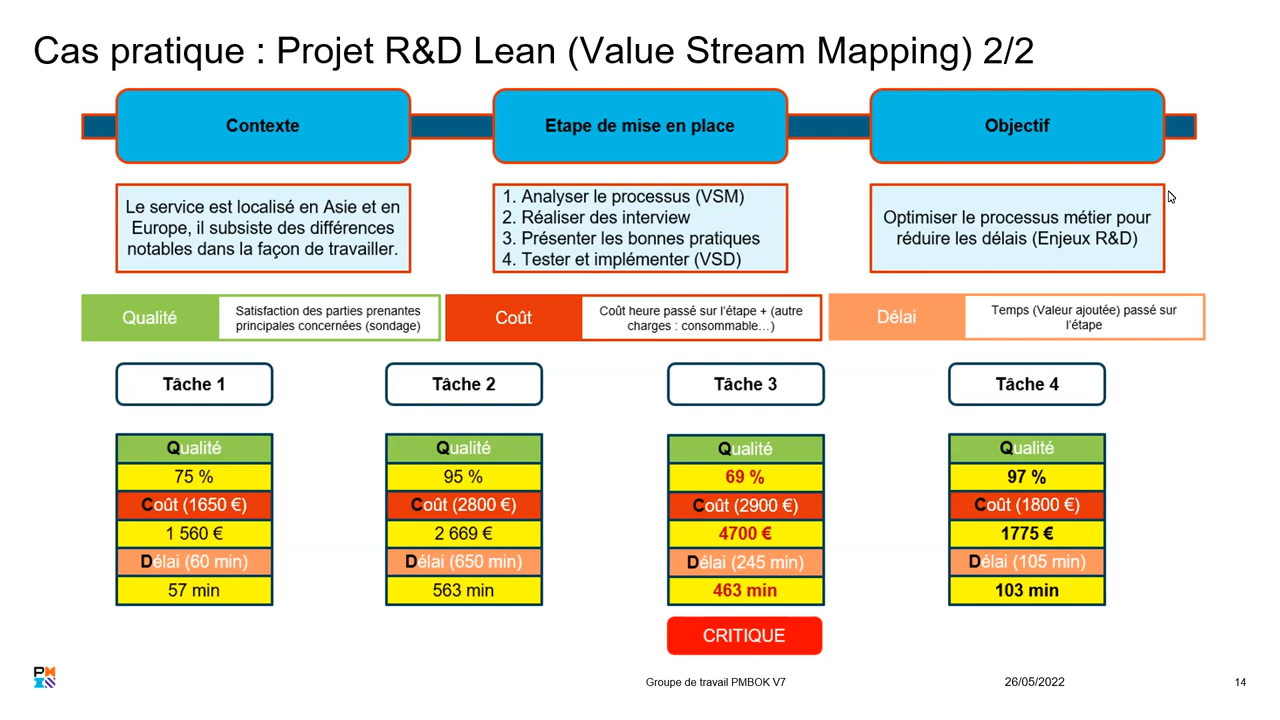 Cas pratique : Projet R&D Lean (Value Stream Mapping) 2/2
Contexte
Etape de mise en place
Objectif
Le service est localisé en Asie et en
Europe, il subsiste des différences
notables dans la façon de travailler.
1. Analyser le processus (VSM)
2. Réaliser des interview
3. Présenter les bonnes pratiques
4. Tester et implémenter (VSD)
Optimiser le processus métier pour
réduire les délais (Enjeux R&D)
Qualité
Satisfaction des parties prenantes
principales concernées (sondage)
Coût
Coût heure passé sur l'étape + (autre
charges : consommable…)
Délai
Temps (Valeur ajoutée) passé sur
l'étape
Tâche 1
Qualité
75 %
Coût (1650 €)
1 560 €
Délai (60 min)
57 min
Tâche 2
Qualité
95 %
Coût (2800 €)
2 669 €
Délai (650 min)
563 min
Tâche 3
Qualité
69 %
Coût (2900 €)
4700 €
Délai (245 min)
463 min
CRITIQUE
Tâche 4
Qualité
97 %
Coût (1800 €)
1775 €
Délai (105 min)
103 min
Groupe de travail PMBOK V7
26/05/2022
14